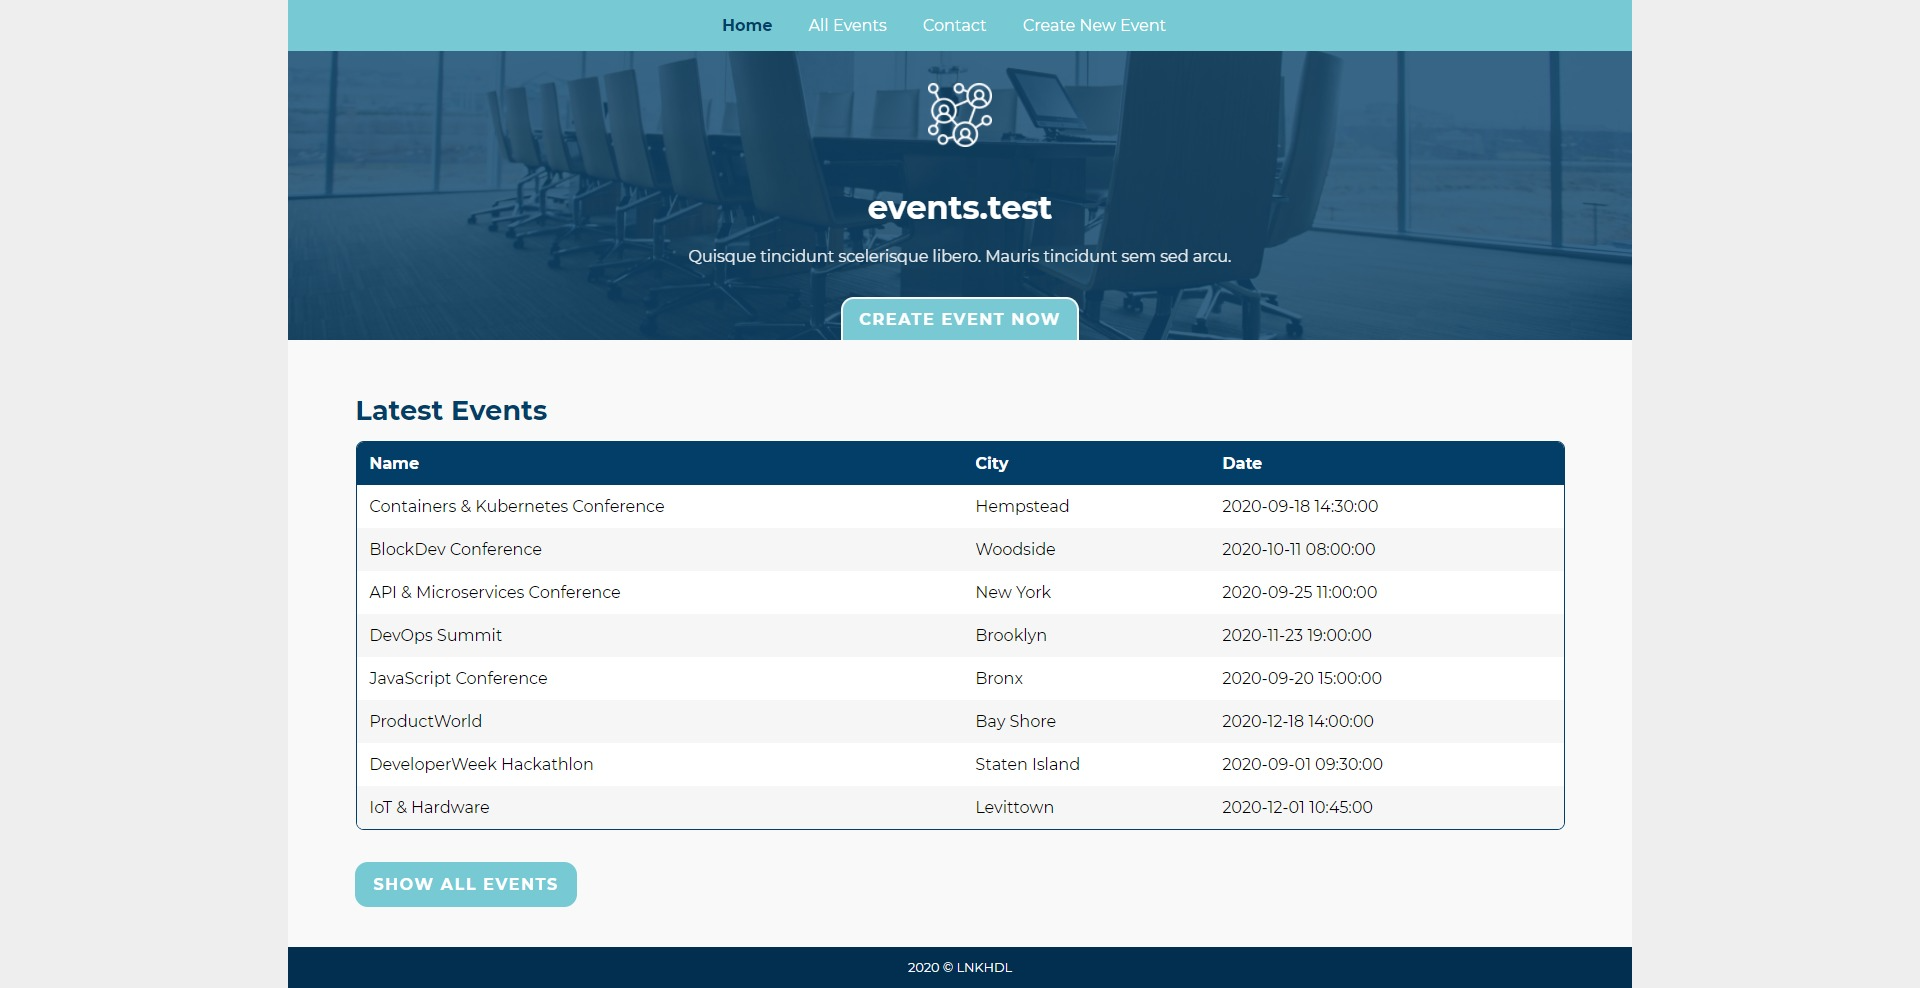 Home All Events Contact Create New Event
events.test
Quisque tincidunt scelerisque libero. Mauris tincidunt sem sed arcu.
CREATE EVENT NOW
Latest Events
Name City Date
Containers & Kubernetes Conference Hempstead 2020-09-18 14:30:00
BlockDev Conference Woodside 2020-10-11 08:00:00
API & Microservices Conference New York 2020-09-25 11:00:00
DevOps Summit Brooklyn 2020-11-23 19:00:00
JavaScript Conference Bronx 2020-09-20 15:00:00
ProductWorld Bay Shore 2020-12-18 14:00:00
DeveloperWeek Hackathlon Staten Island 2020-09-01 09:30:00
IoT & Hardware Levittown 2020-12-01 10:45:00
SHOW ALL EVENTS
2020 © LNKHDL